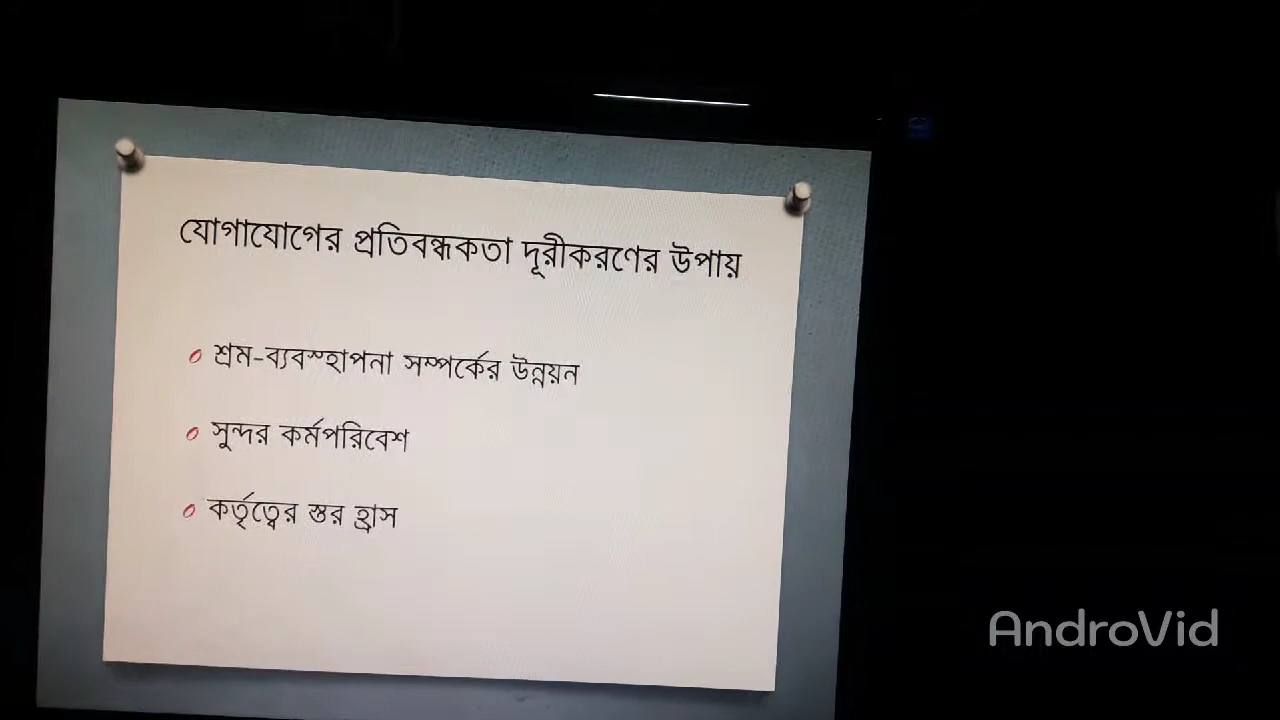 যোগাযোগের প্রতিবন্ধকতা দূরীকরণের উপায়
শ্রম-ব্যবস্হাপনা সম্পর্কের উন্নয়ন
সুন্দর কর্মপরিবেশ
কর্তৃত্বের স্তর হ্রাস
AndroVid